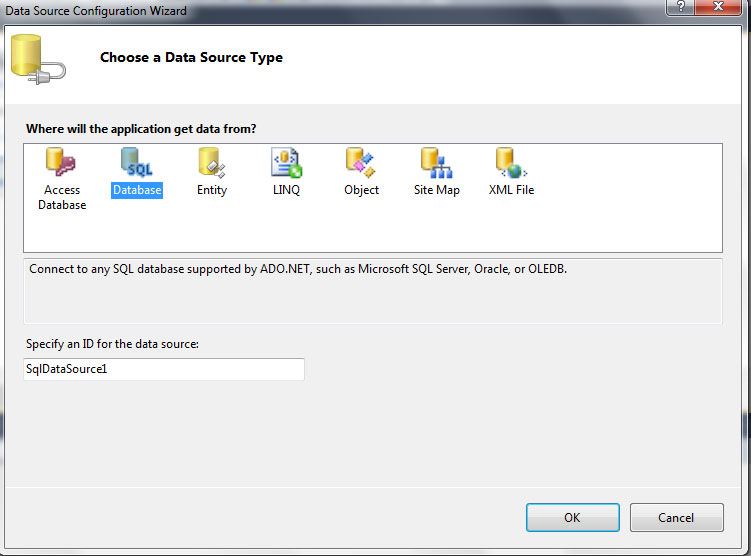 Data Source Configuration Wizard
?
Choose a Data Source Type
Where will the application get data from?
SQL
Access Database Entity LINQ Object Site Map XML File
Database
Connect to any SQL database supported by ADO.NET, such as Microsoft SQL Server, Oracle, or OLEDB.
Specify an ID for the data source:
SqlDataSource1
OK Cancel